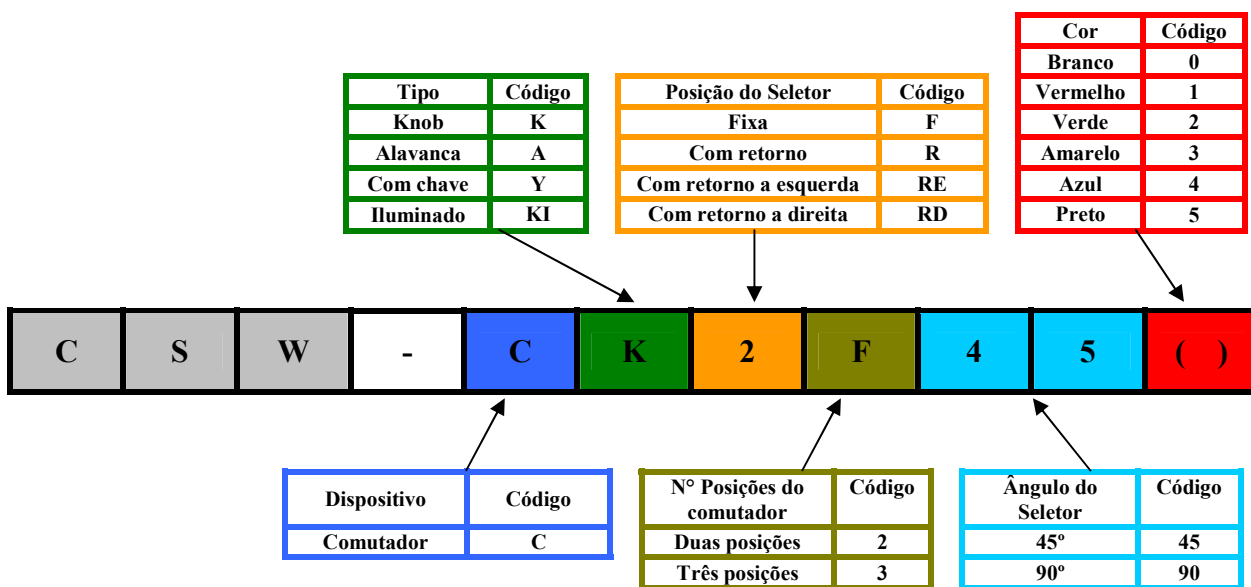 Cor Código
Branco 0
Vermelho 1
Verde 2
Amarelo 3
Azul 4
Preto 5
Tipo Código
Knob K
Alavanca A
Com chave Y
Iluminado KI
Posição do Seletor Código
Fixa F
Com retorno R
Com retorno a esquerda RE
Com retorno a direita RD
C S W - C K 2 F 4 5 ( )
Dispositivo Código
Comutador C
N° Posições do Código
comutador
Duas posições 2
Três posições 3
Ângulo do Código
Seletor
45º 45
90º 90